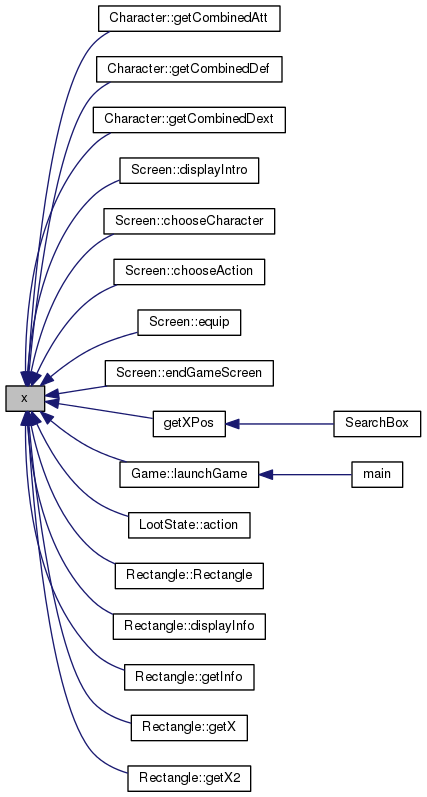 Character::getCombinedAtt
Character::getCombinedDef
Character::getCombinedDext
Screen::displayIntro
Screen::chooseCharacter
Screen::chooseAction
Screen::equip
Screen::endGameScreen
x
getXPos
SearchBox
Game::launchGame
main
LootState::action
Rectangle::Rectangle
Rectangle::displayInfo
Rectangle::getInfo
Rectangle::getX
Rectangle::getX2